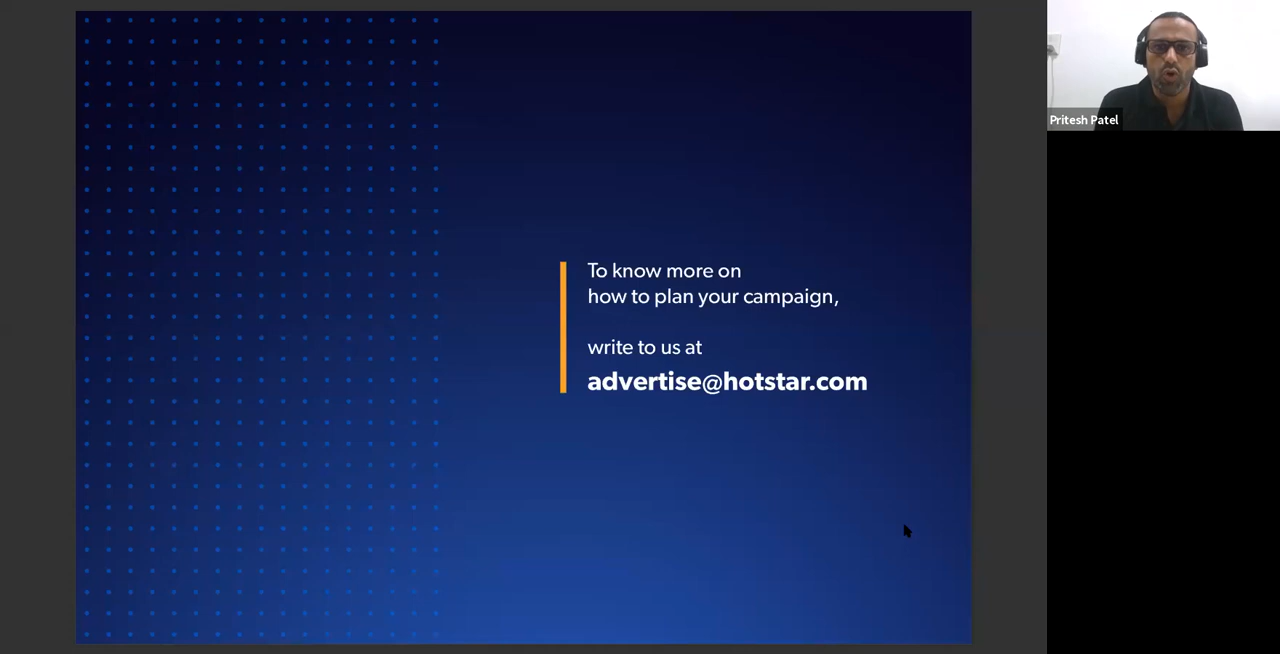 To know more on
how to plan your campaign,
write to us at
advertise@hotstar.com
Pritesh Patel